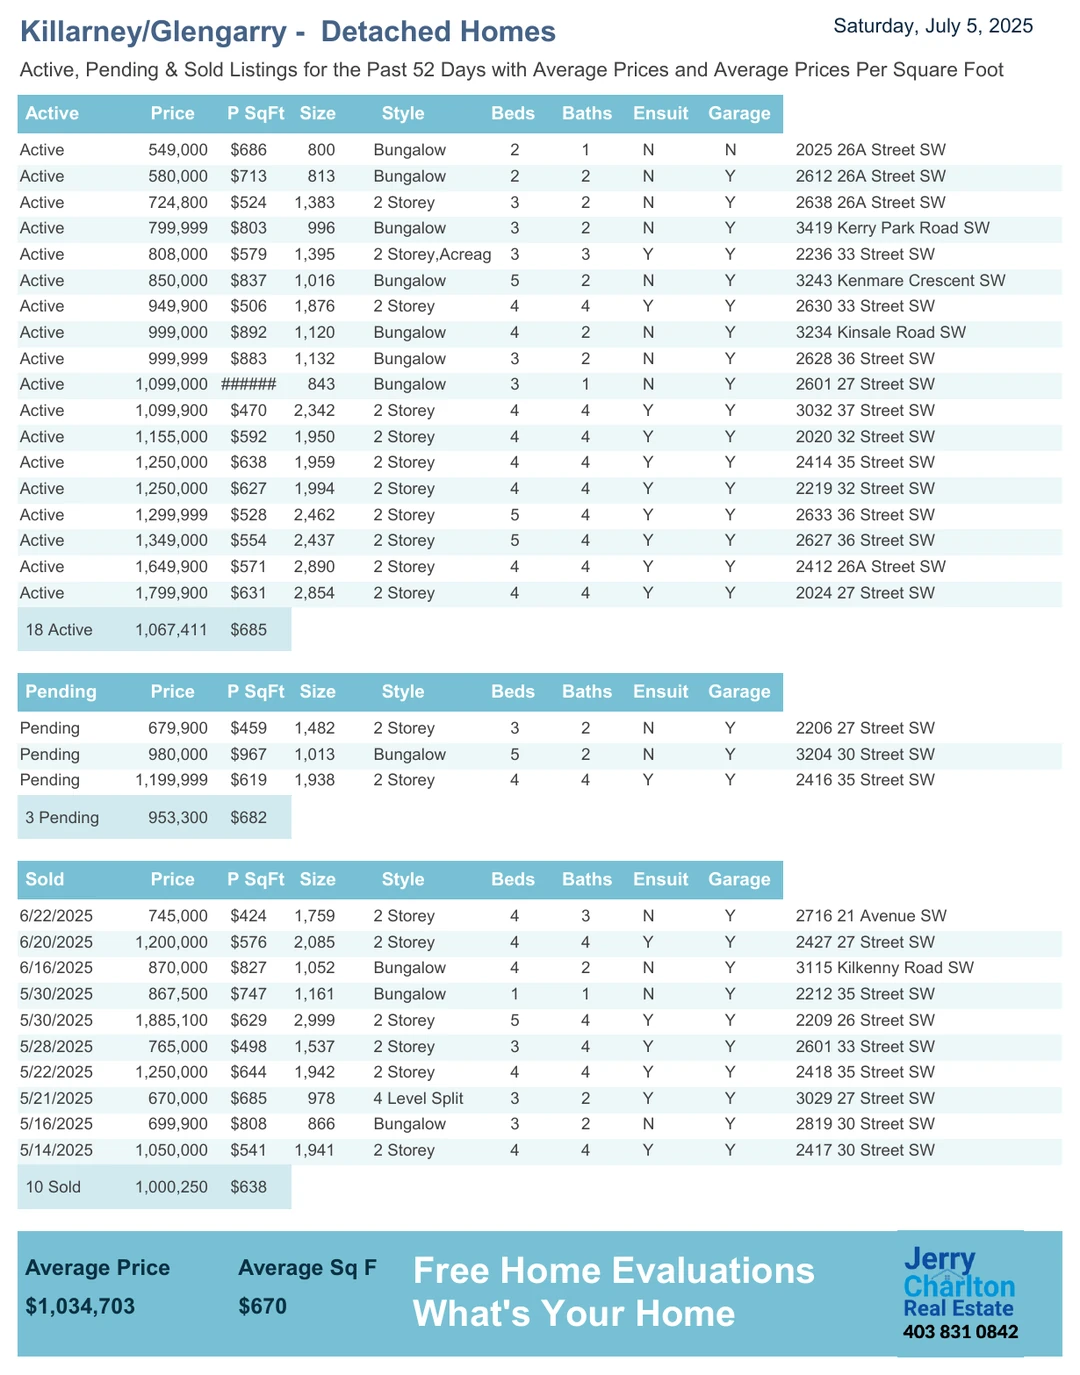 Killarney/Glengarry - Detached Homes
Saturday, July 5, 2025
Active, Pending & Sold Listings for the Past 52 Days with Average Prices and Average Prices Per Square Foot
Active Price P SqFt Size Style Beds Baths Ensuit Garage
Active 549,000 $686 800 Bungalow 2 1 N N 2025 26A Street SW
Active 580,000 $713 813 Bungalow 2 2 N Y 2612 26A Street SW
Active 724,800 $524 1,383 2 Storey 3 2 N Y 2638 26A Street SW
Active 799,999 $803 996 Bungalow 3 2 N Y 3419 Kerry Park Road SW
Active 808,000 $579 1,395 2 Storey,Acreag 3 3 Y Y 2236 33 Street SW
Active 850,000 $837 1,016 Bungalow 5 2 N Y 3243 Kenmare Crescent SW
Active 949,900 $506 1,876 2 Storey 4 4 Y Y 2630 33 Street SW
Active 999,000 $892 1,120 Bungalow 4 2 N Y 3234 Kinsale Road SW
Active 999,999 $883 1,132 Bungalow 3 2 N Y 2628 36 Street SW
Active 1,099,000 ###### 843 Bungalow 3 1 N Y 2601 27 Street SW
Active 1,099,900 $470 2,342 2 Storey 4 4 Y Y 3032 37 Street SW
Active 1,155,000 $592 1,950 2 Storey 4 4 Y Y 2020 32 Street SW
Active 1,250,000 $638 1,959 2 Storey 4 4 Y Y 2414 35 Street SW
Active 1,250,000 $627 1,994 2 Storey 4 4 Y Y 2219 32 Street SW
Active 1,299,999 $528 2,462 2 Storey 5 4 Y Y 2633 36 Street SW
Active 1,349,000 $554 2,437 2 Storey 5 4 Y Y 2627 36 Street SW
Active 1,649,900 $571 2,890 2 Storey 4 4 Y Y 2412 26A Street SW
Active 1,799,900 $631 2,854 2 Storey 4 4 Y Y 2024 27 Street SW
18 Active 1,067,411 $685
Pending Price P SqFt Size Style Beds Baths Ensuit Garage
Pending 679,900 $459 1,482 2 Storey 3 2 N Y 2206 27 Street SW
Pending 980,000 $967 1,013 Bungalow 5 2 N Y 3204 30 Street SW
Pending 1,199,999 $619 1,938 2 Storey 4 4 Y Y 2416 35 Street SW
3 Pending 953,300 $682
Sold Price P SqFt Size Style Beds Baths Ensuit Garage
6/22/2025 745,000 $424 1,759 2 Storey 4 3 N Y 2716 21 Avenue SW
6/20/2025 1,200,000 $576 2,085 2 Storey 4 4 Y Y 2427 27 Street SW
6/16/2025 870,000 $827 1,052 Bungalow 4 2 N Y 3115 Kilkenny Road SW
5/30/2025 867,500 $747 1,161 Bungalow 1 1 N Y 2212 35 Street SW
5/30/2025 1,885,100 $629 2,999 2 Storey 5 4 Y Y 2209 26 Street SW
5/28/2025 765,000 $498 1,537 2 Storey 3 4 Y Y 2601 33 Street SW
5/22/2025 1,250,000 $644 1,942 2 Storey 4 4 Y Y 2418 35 Street SW
5/21/2025 670,000 $685 978 4 Level Split 3 2 Y Y 3029 27 Street SW
5/16/2025 699,900 $808 866 Bungalow 3 2 N Y 2819 30 Street SW
5/14/2025 1,050,000 $541 1,941 2 Storey 4 4 Y Y 2417 30 Street SW
10 Sold 1,000,250 $638
Average Price Average Sq F
$1,034,703 $670
Free Home Evaluations
What's Your Home
Jerry
Charlton
Real Estate
403 831 0842